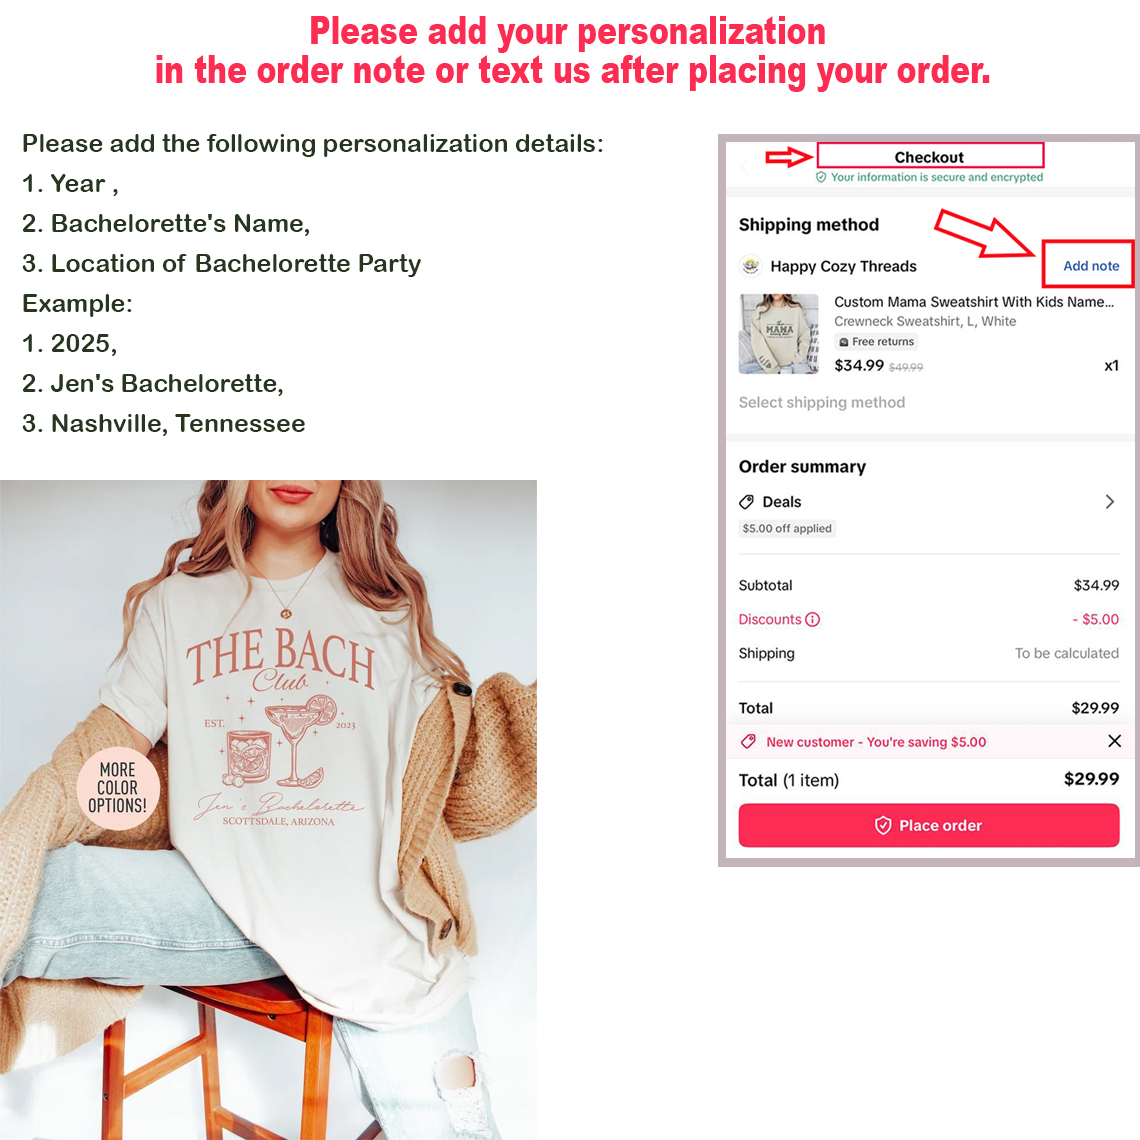 Please add your personalization
in the order note or text us after placing your order.
Please add the following personalization details:
1. Year ,
2. Bachelorette's Name,
3. Location of Bachelorette Party
Example:
1. 2025,
2. Jen's Bachelorette,
3. Nashville, Tennessee
THE BACH
Club
EST. 2023
Jen's Bachelorette
SCOTTSDALE, ARIZONA
MORE
COLOR
OPTIONS!
Checkout
Your information is secure and encrypted
Shipping method
Happy Cozy Threads Add note
Custom Mama Sweatshirt With Kids Name...
Crewneck Sweatshirt, L, White
Free returns
$34.99 $49.99 x1
MAMA
Select shipping method
Order summary
Deals
$5.00 off applied
Subtotal $34.99
Discounts - $5.00
Shipping To be calculated
Total $29.99
New customer - You're saving $5.00
Total (1 item) $29.99
Place order